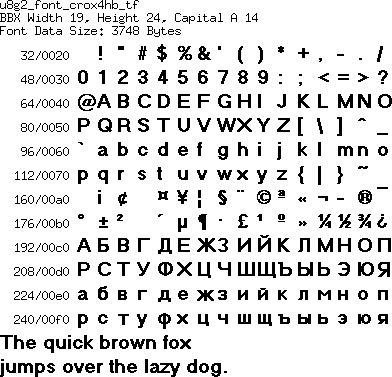 u8g2_font_crox4hb_tf
BBX Width 19, Height 24, Capital A 14
Font Data Size: 3748 Bytes
32/0020 ! " # $ % & ' ( ) * + , - . /
48/0030 0 1 2 3 4 5 6 7 8 9 : ; < = > ?
64/0040 @ A B C D E F G H I J K L M N O
80/0050 P Q R S T U V W X Y Z [ \ ] ^ _
96/0060 ` a b c d e f g h i j k l m n o
112/0070 p q r s t u v w x y z { | } ~
160/00a0 ¡ ¢ ¤ ¥ ¦ § ¨ © ª « ¬ - ®
176/00b0 ° ± ² ´ µ ¶ · £ ¹ º » ¼ ½ ¾ ¿
192/00c0 А Б В Г Д Е Ж З И Й К Л М Н О П
208/00d0 Р С Т У Ф Х Ц Ч Ш Щ Ъ Ы Ь Э Ю Я
224/00e0 а б в г д е ж з и й к л м н о п
240/00f0 р с т у ф х ц ч ш щ ъ ы ь э ю я
The quick brown fox
jumps over the lazy dog.